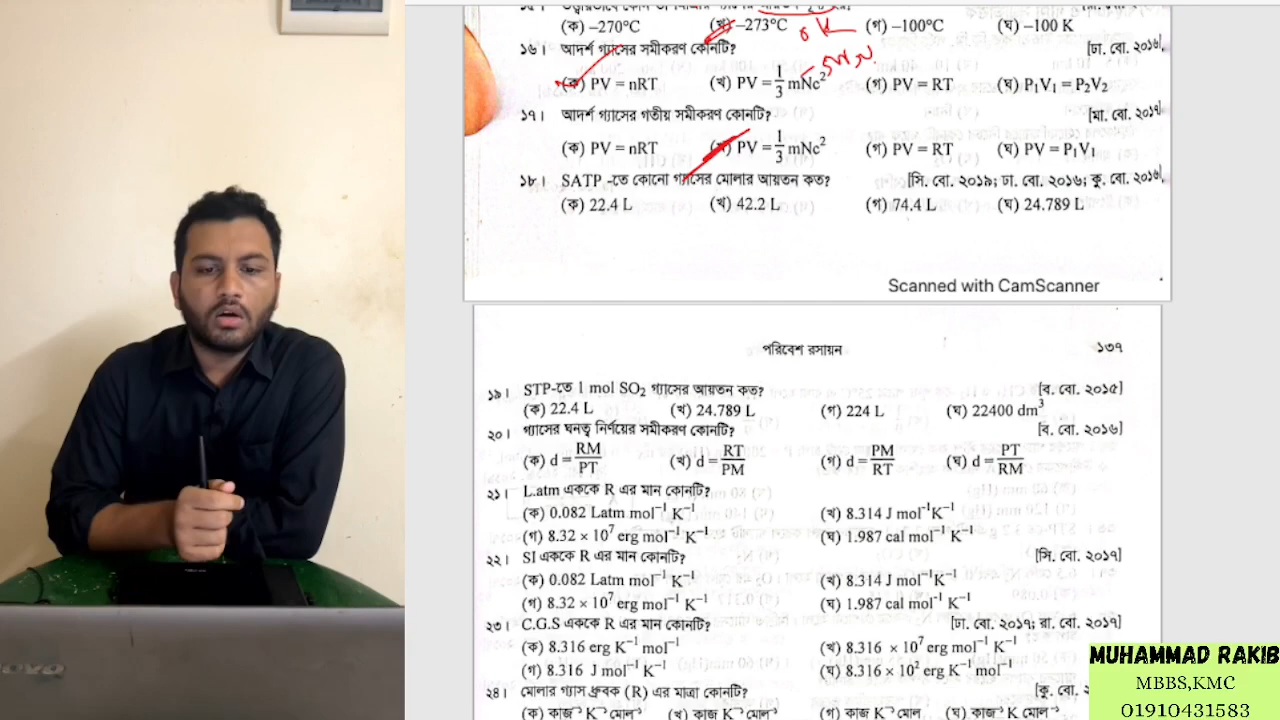 (ক) –270°C (খ) –273°C 0 K (গ) –100°C (ঘ) –100 K
১৬। আদর্শ গ্যাসের সমীকরণ কোনটি? [ঢা. বো. ২০১৬]
(ক) PV = nRT (খ) PV = 1/3 mNc² (গ) PV = RT (ঘ) P₁V₁ = P₂V₂
১৭। আদর্শ গ্যাসের গতীয় সমীকরণ কোনটি? [মা. বো. ২০১৭]
(ক) PV = nRT (খ) PV = 1/3 mNc² (গ) PV = RT (ঘ) PV = P₁V₁
১৮। SATP -তে কোনো গ্যাসের মোলার আয়তন কত? [সি. বো. ২০১৯; ঢা. বো. ২০১৬; কু. বো. ২০১৬]
(ক) 22.4 L (খ) 42.2 L (গ) 74.4 L (ঘ) 24.789 L
Scanned with CamScanner
পরিবেশ রসায়ন ১৩৭
১৯। STP-তে 1 mol SO₂ গ্যাসের আয়তন কত? [ব. বো. ২০১৫]
(ক) 22.4 L (খ) 24.789 L (গ) 224 L (ঘ) 22400 dm³
২০। গ্যাসের ঘনত্ব নির্ণয়ের সমীকরণ কোনটি? [বি. বো. ২০১৬]
(ক) d = RM/PT (খ) d = RT/PM (গ) d = PM/RT (ঘ) d = PT/RM
২১। L.atm এককে R এর মান কোনটি?
(ক) 0.082 Latm mol⁻¹ K⁻¹ (খ) 8.314 J mol⁻¹K⁻¹
(গ) 8.32 × 10⁷ erg mol⁻¹ K⁻¹ (ঘ) 1.987 cal mol⁻¹ K⁻¹
২২। SI এককে R এর মান কোনটি? [সি. বো. ২০১৭]
(ক) 0.082 Latm mol⁻¹ K⁻¹ (খ) 8.314 J mol⁻¹K⁻¹
(গ) 8.32 × 10⁷ erg mol⁻¹ K⁻¹ (ঘ) 1.987 cal mol⁻¹ K⁻¹
২৩। C.G.S এককে R এর মান কোনটি? [ঢা. বো. ২০১৭; রা. বো. ২০১৭]
(ক) 8.316 erg K⁻¹ mol⁻¹ (খ) 8.316 × 10⁷ mol⁻¹ K⁻¹
(গ) 8.316 J mol⁻¹ K⁻¹ (ঘ) 8.316 × 10² erg K⁻¹ mol⁻¹
২৪। মোলার গ্যাস ধ্রুবক (R) এর মাত্রা কোনটি? [কু. বো. ২
(ক) কাজ K মোল (খ) কাজ K মোল (গ) কাজ K মোল (ঘ) কাজ K মোল
MUHAMMAD RAKIB
MBBS,KMC
01910431583